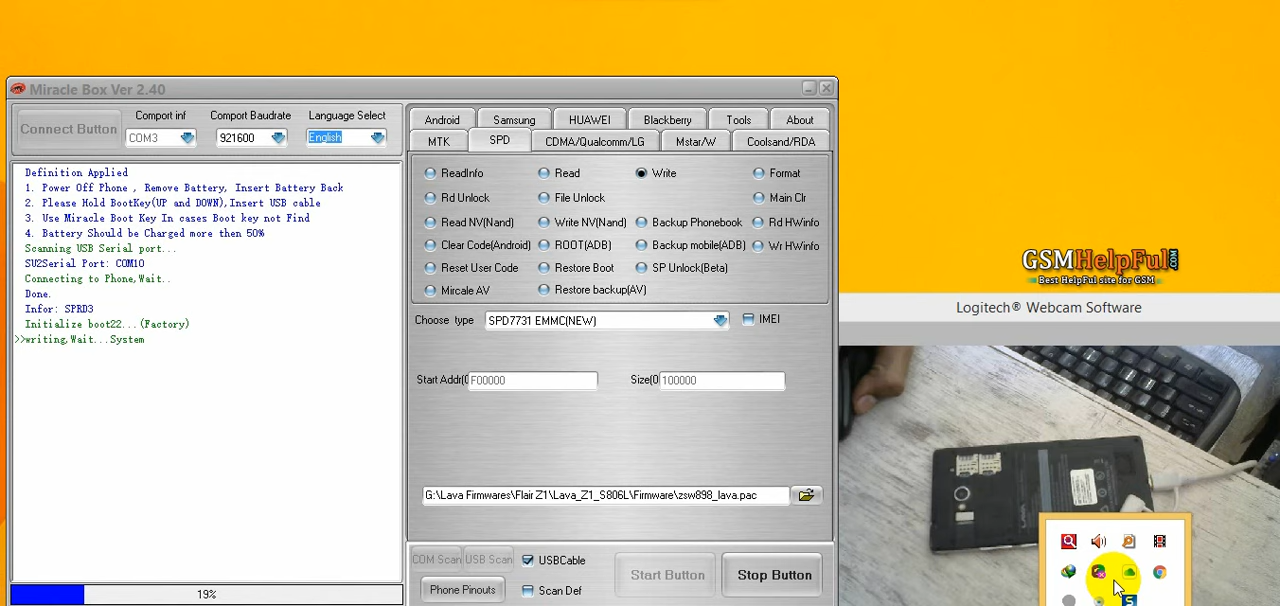 Miracle Box Ver 2.40
Connect Button
Comport inf
Comport Baudrate
Language Select
COM3
921600
English
Definition Applied
1. Power Off Phone , Remove Battery, Insert Battery Back
2. Please Hold BootKey(UP and DOWN),Insert USB cable
3. Use Miracle Boot Key In cases Boot key not Find
4. Battery Should be Charged more then 50%
Scanning USB Serial port...
SU2Serial Port: COM10
Connecting to Phone,Wait..
Done.
Infor: SPRD3
Initialize boot22...(Factory)
>>writing,Wait...System
19%
Android
Samsung
HUAWEI
Blackberry
Tools
About
MTK
SPD
CDMA/Qualcomm/LG
Mstar/W
Coolsand/RDA
ReadInfo
Read
Write
Format
Rd Unlock
File Unlock
Main Clr
Read NV(Nand)
Write NV(Nand)
Backup Phonebook
Rd HWinfo
Clear Code(Android)
ROOT(ADB)
Backup mobile(ADB)
Wr HWinfo
Reset User Code
Restore Boot
SP Unlock(Beta)
Mircale AV
Restore backup(AV)
Choose type
SPD7731 EMMC(NEW)
IMEI
Start Addr(0
F00000
Size(0
100000
G:\Lava Firmwares\Flair Z1\Lava_Z1_S806L\Firmware\zsw898_lava.pac
COM Scan
USB Scan
USBCable
Phone Pinouts
Scan Def
Start Button
Stop Button
GSMHelpFul.COM
Best HelpFul site for GSM
Logitech® Webcam Software